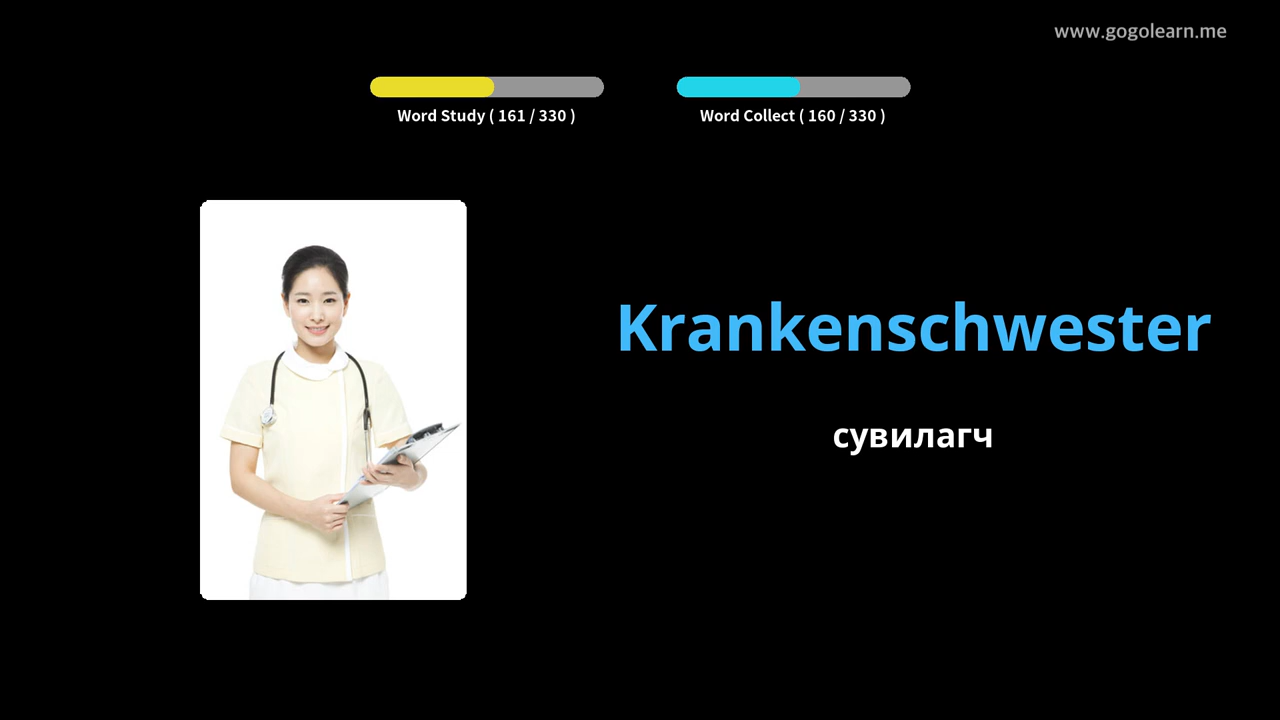 www.gogolearn.me
Word Study ( 161 / 330 )
Word Collect ( 160 / 330 )
Krankenschwester
сувилагч